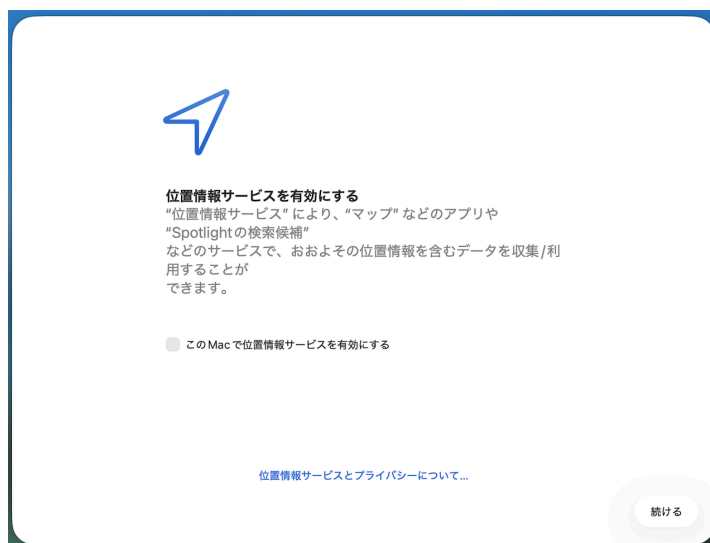 位置情報サービスを有効にする
“位置情報サービス” により、“マップ” などのアプリや
“Spotlightの検索候補”
などのサービスで、おおよその位置情報を含むデータを収集/利
用することが
できます。
このMacで位置情報サービスを有効にする
位置情報サービスとプライバシーについて...
続ける